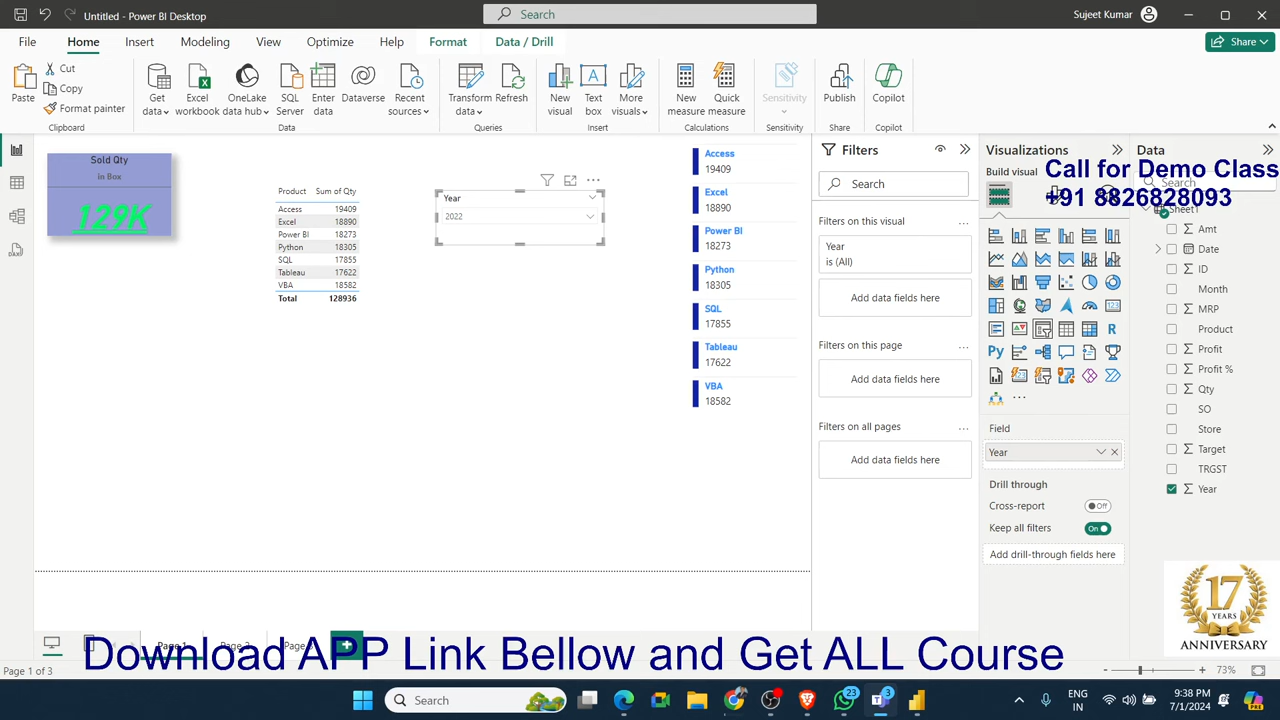 Untitled - Power BI Desktop
Search
Sujeet Kumar
File Home Insert Modeling View Optimize Help Format Data / Drill
Share
Paste
Cut
Copy
Format painter
Clipboard
Get data
Excel workbook
OneLake data hub
SQL Server
Enter data
Dataverse
Recent sources
Data
Transform data
Refresh
Queries
New visual
Text box
More visuals
Insert
New measure
Quick measure
Calculations
Sensitivity
Sensitivity
Publish
Share
Copilot
Copilot
Sold Qty
in Box
129K
Product Sum of Qty
Access 19409
Excel 18890
Power BI 18273
Python 18305
SQL 17855
Tableau 17622
VBA 18582
Total 128936
Year
2022
Access
19409
Excel
18890
Power BI
18273
Python
18305
SQL
17855
Tableau
17622
VBA
18582
Filters
Search
Filters on this visual
Year
is (All)
Add data fields here
Filters on this page
Add data fields here
Filters on all pages
Add data fields here
Visualizations
Build visual
Field
Year
Drill through
Cross-report Off
Keep all filters On
Add drill-through fields here
Data
Call for Demo Class
+91 8826828093
Search
Sheet1
Amt
Date
ID
Month
MRP
Product
Profit
Profit %
Qty
SO
Store
Target
TRGST
Year
17
YEARS
ANNIVERSARY
Page 1
Download APP Link Bellow and Get ALL Course
Page 1 of 3
73%
Search
23
3
ENG
IN
9:38 PM
7/1/2024